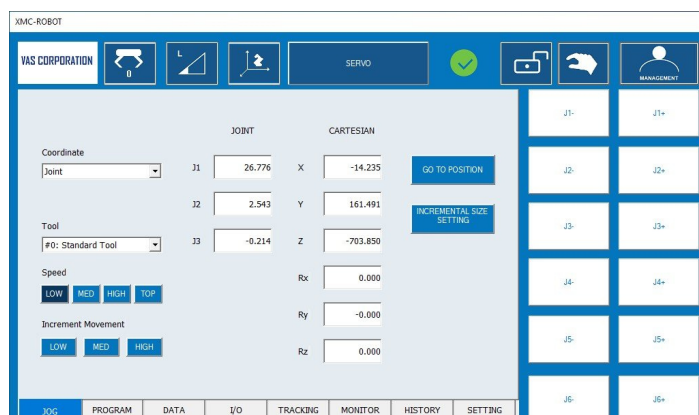 XMC-ROBOT
VAS CORPORATION
0
L
SERVO
MANAGEMENT
JOINT CARTESIAN
Coordinate
Joint
J1 26.776 X -14.235 GO TO POSITION
J2 2.543 Y 161.491 INCREMENTAL SIZE
SETTING
Tool
#0: Standard Tool
J3 -0.214 Z -703.850
Speed
LOW MED HIGH TOP
Rx 0.000
Increment Movement
Ry -0.000
LOW MED HIGH
Rz 0.000
J1- J1+
J2- J2+
J3- J3+
J4- J4+
J5- J5+
J6- J6+
JOG PROGRAM DATA I/O TRACKING MONITOR HISTORY SETTING